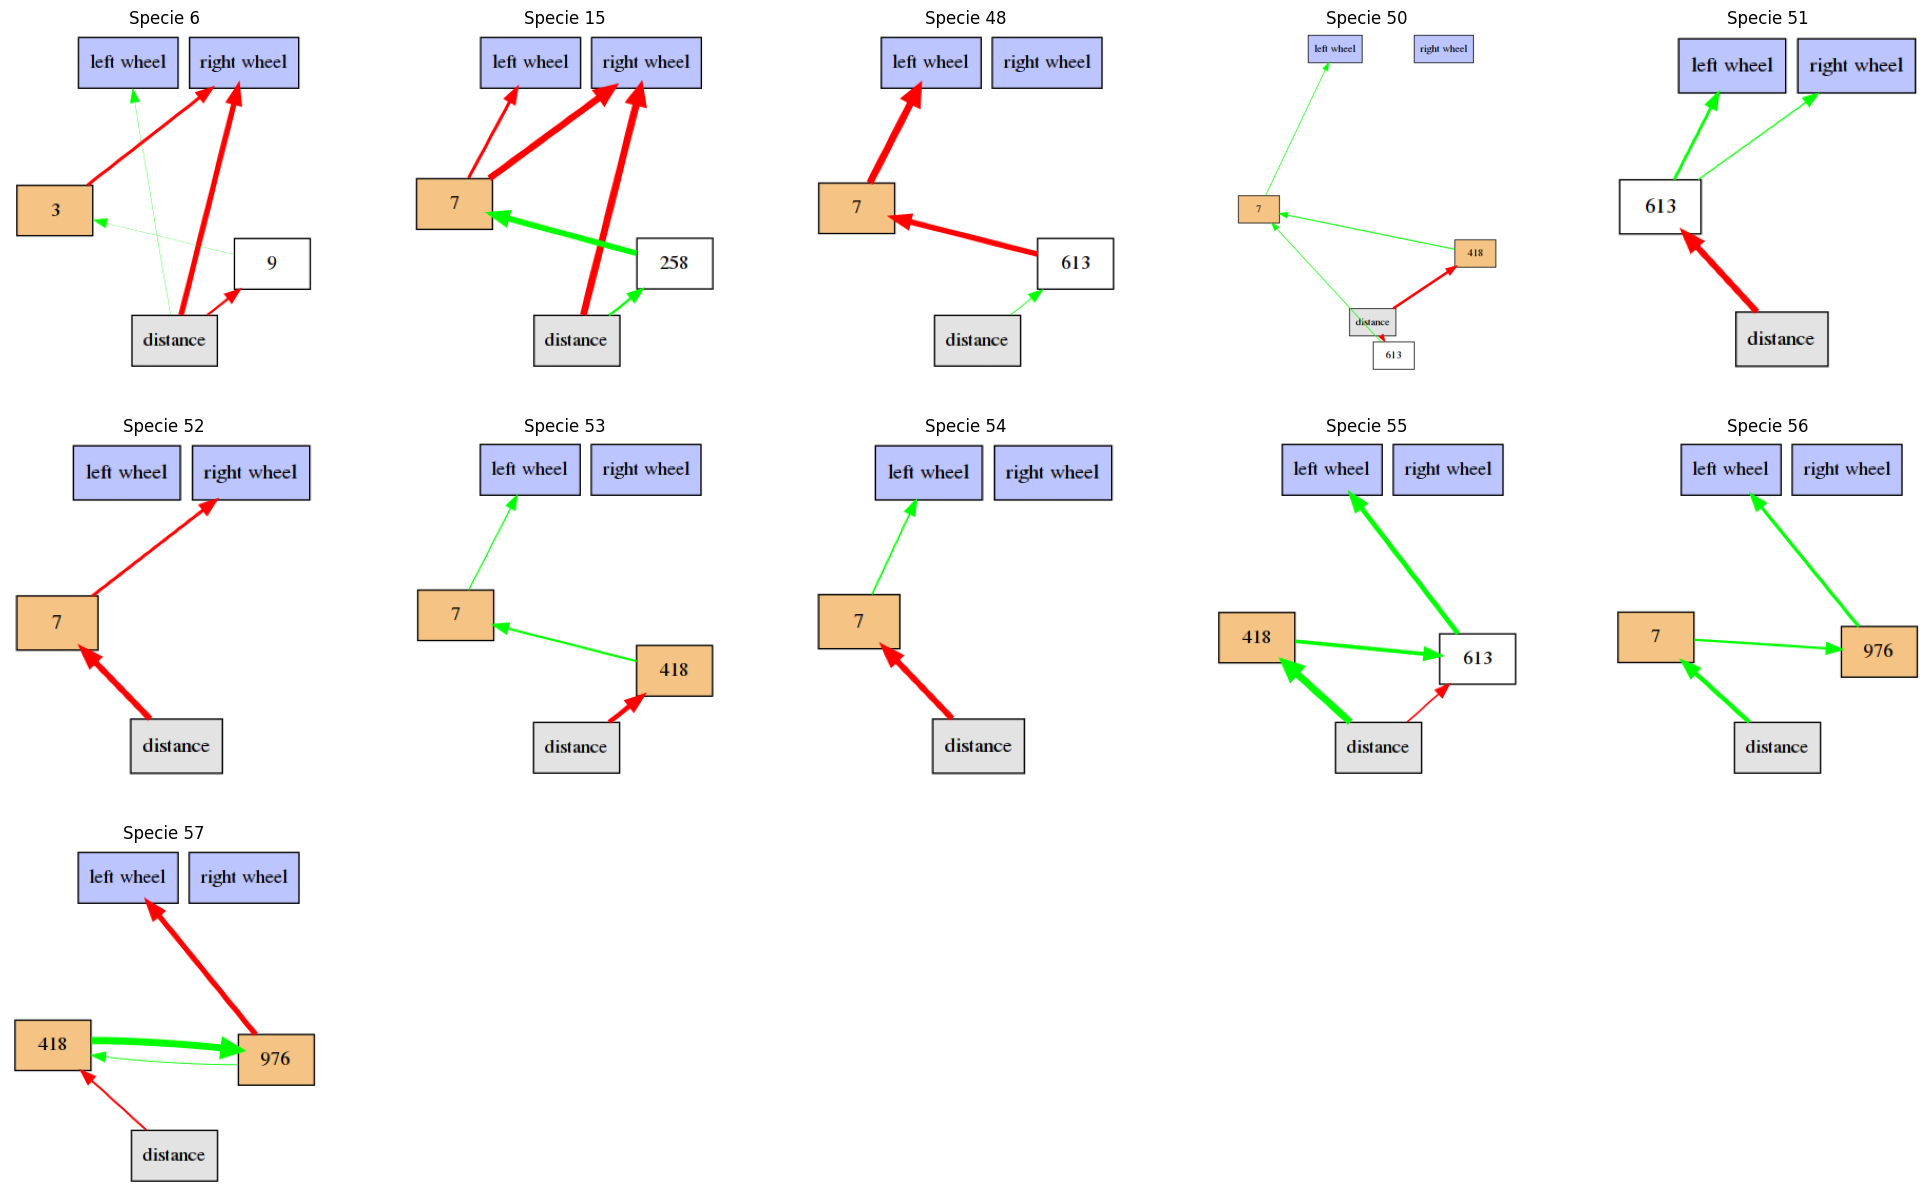 Specie 6
left wheel
right wheel
3
9
distance
Specie 15
left wheel
right wheel
7
258
distance
Specie 48
left wheel
right wheel
7
613
distance
Specie 50
left wheel
right wheel
7
418
distance
613
Specie 51
left wheel
right wheel
613
distance
Specie 52
left wheel
right wheel
7
distance
Specie 53
left wheel
right wheel
7
418
distance
Specie 54
left wheel
right wheel
7
distance
Specie 55
left wheel
right wheel
418
613
distance
Specie 56
left wheel
right wheel
7
976
distance
Specie 57
left wheel
right wheel
418
976
distance